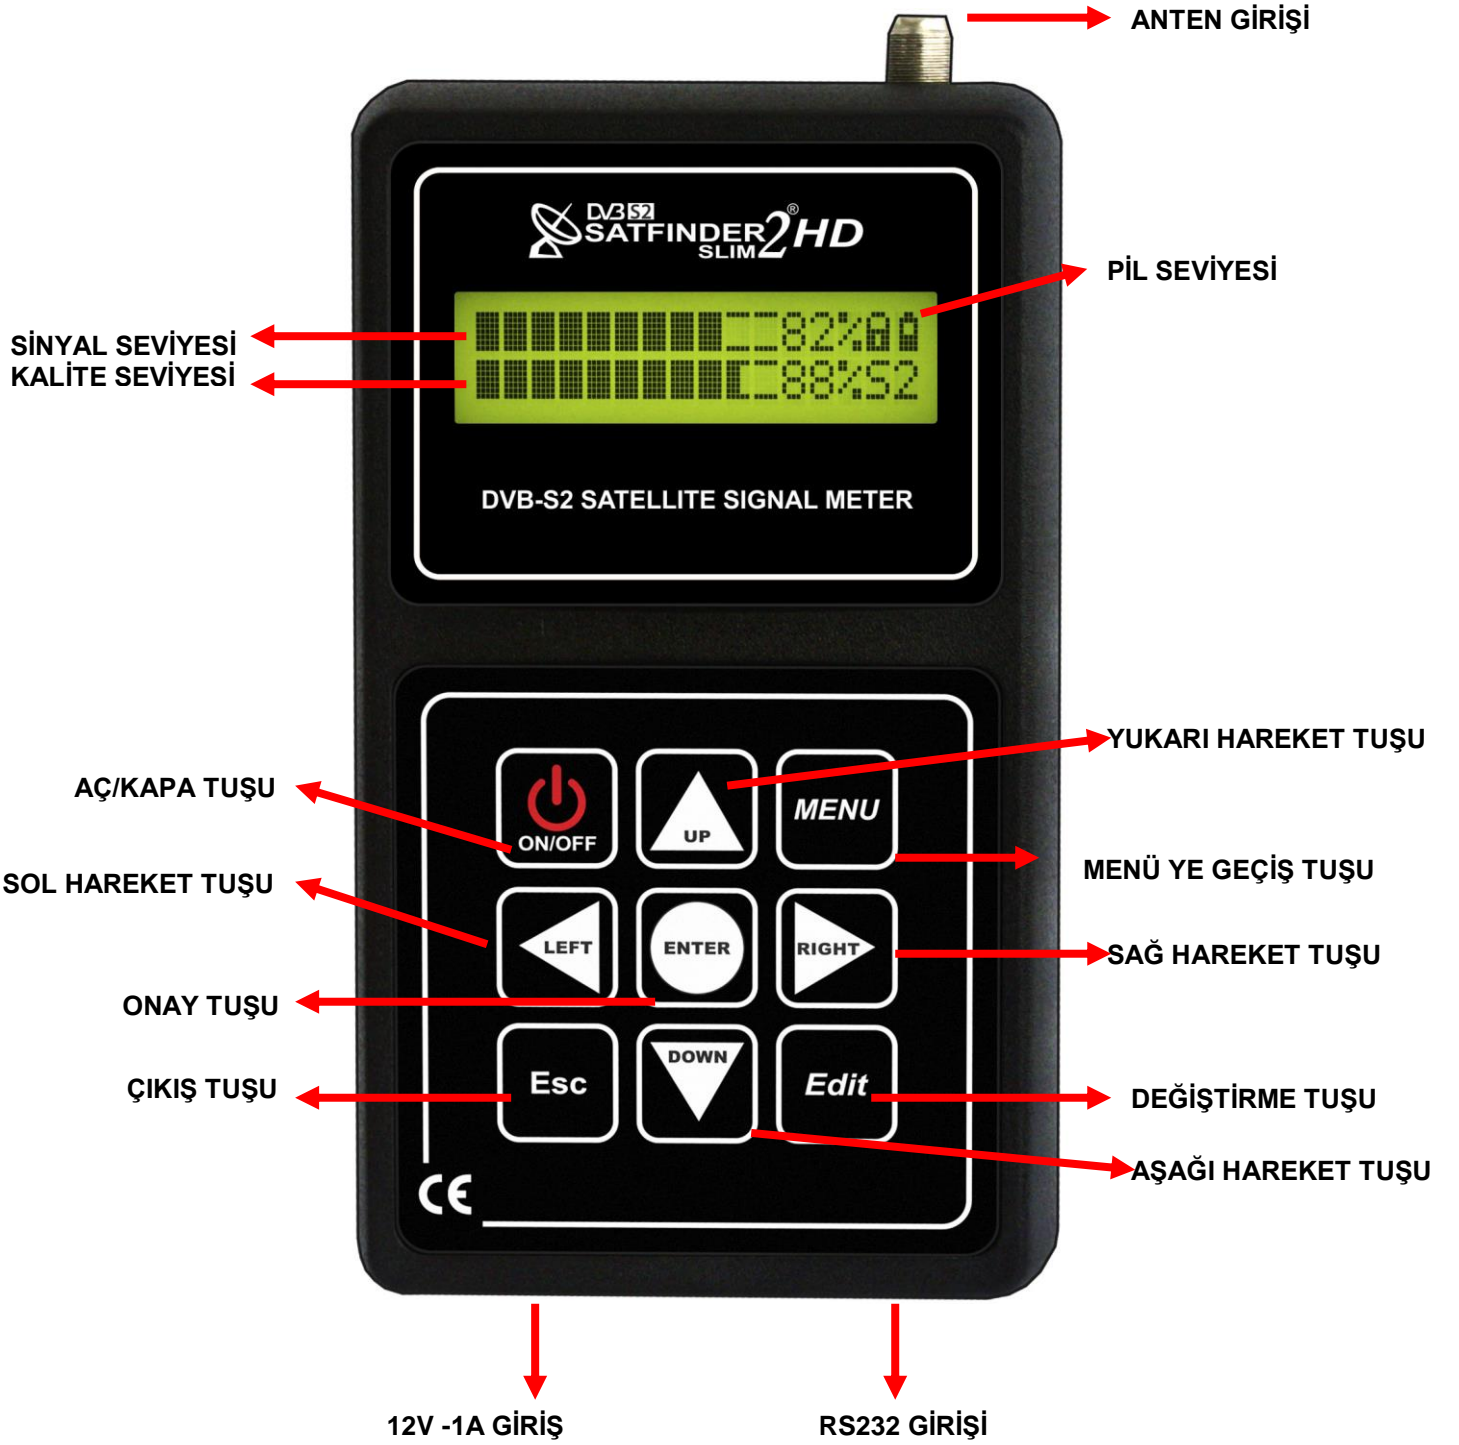 ANTEN GİRİŞİ
DVB S2
SATFINDER 2® HD
SLIM
PİL SEVİYESİ
SİNYAL SEVİYESİ
KALİTE SEVİYESİ
82%
88%S2
DVB-S2 SATELLITE SIGNAL METER
YUKARI HAREKET TUŞU
AÇ/KAPA TUŞU
ON/OFF
UP
MENU
MENÜ YE GEÇİŞ TUŞU
SOL HAREKET TUŞU
LEFT
ENTER
RIGHT
SAĞ HAREKET TUŞU
ONAY TUŞU
ÇIKIŞ TUŞU
Esc
DOWN
Edit
DEĞİŞTİRME TUŞU
AŞAĞI HAREKET TUŞU
CE
12V -1A GİRİŞ
RS232 GİRİŞİ